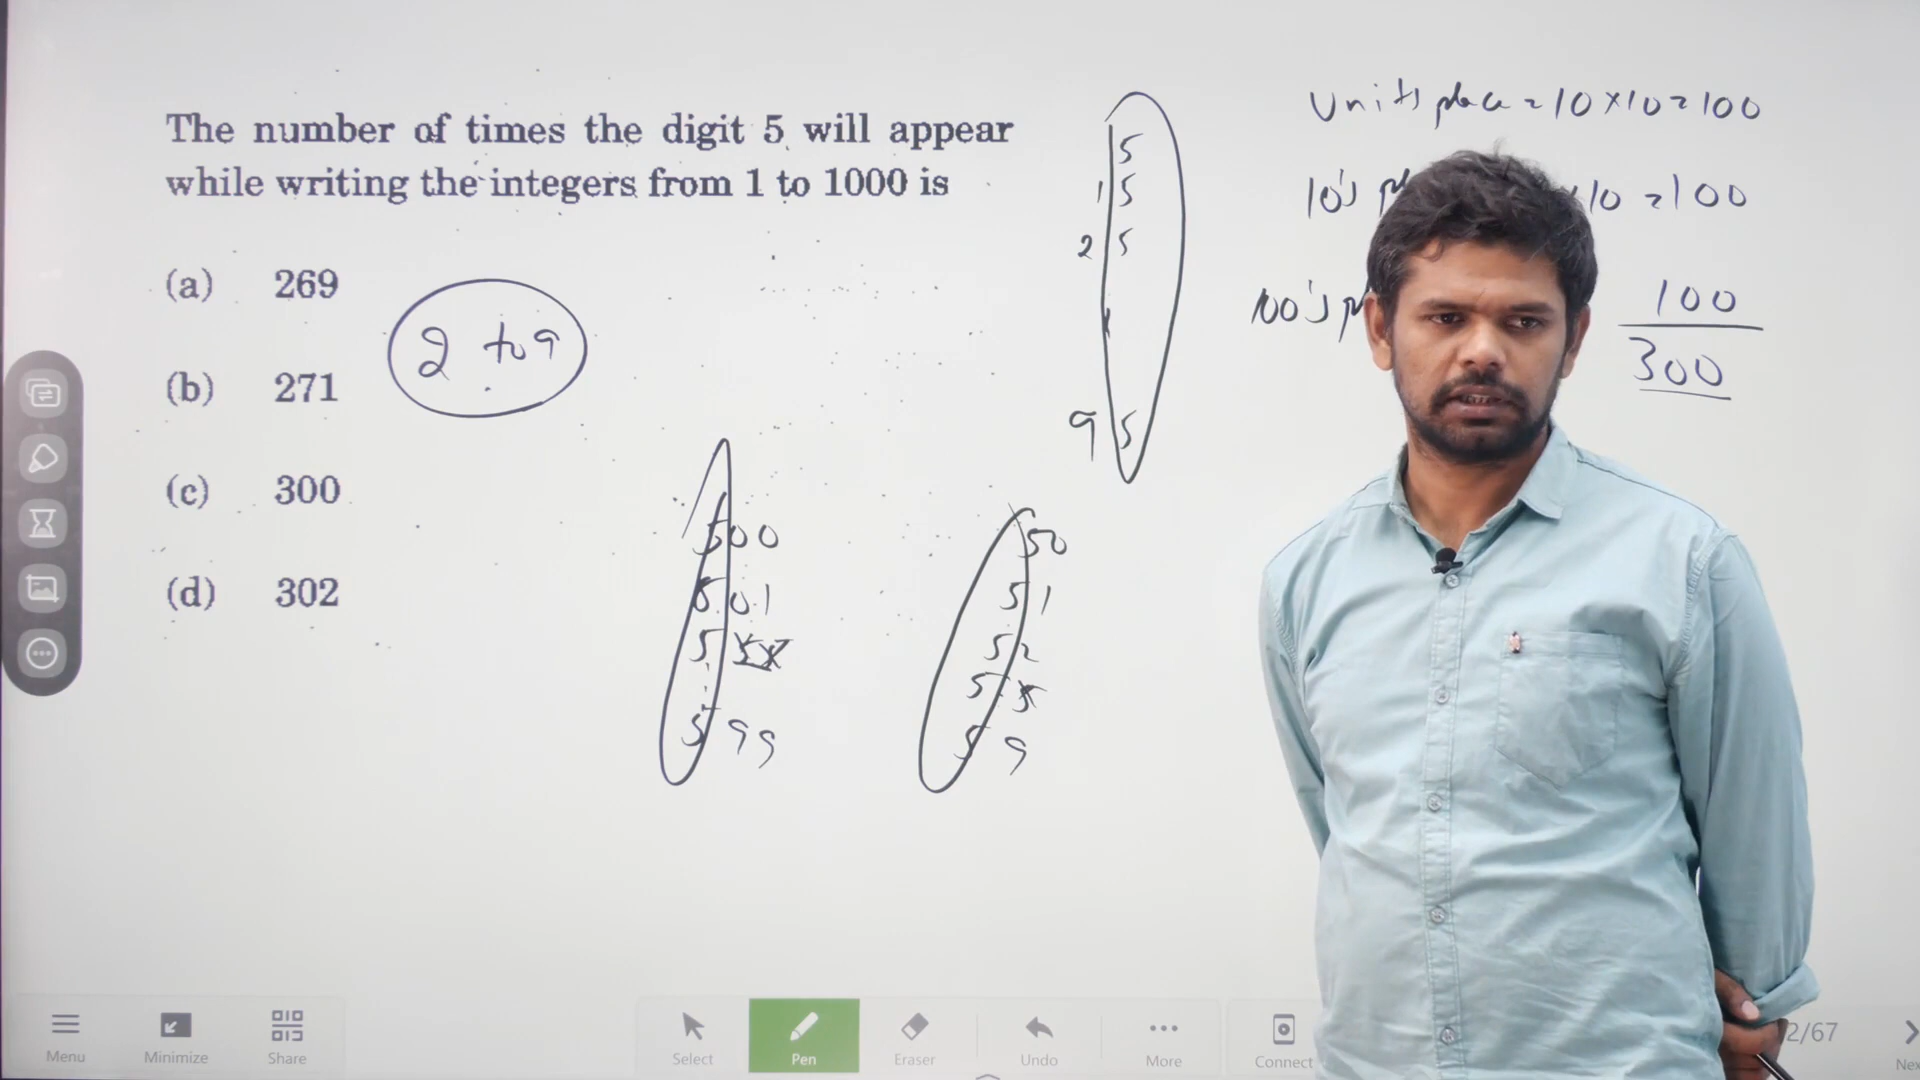 The number of times the digit 5 will appear
while writing the integers from 1 to 1000 is
(a) 269
(b) 271
(c) 300
(d) 302
2 to 9
5
1 5
2 5
9 5
500
501
5
599
50
51
52
5
59
Units place = 10 × 10 = 100
10's 10 = 100
100's 100
300
Menu
Minimize
Share
Select
Pen
Eraser
Undo
More
Connect
2/67